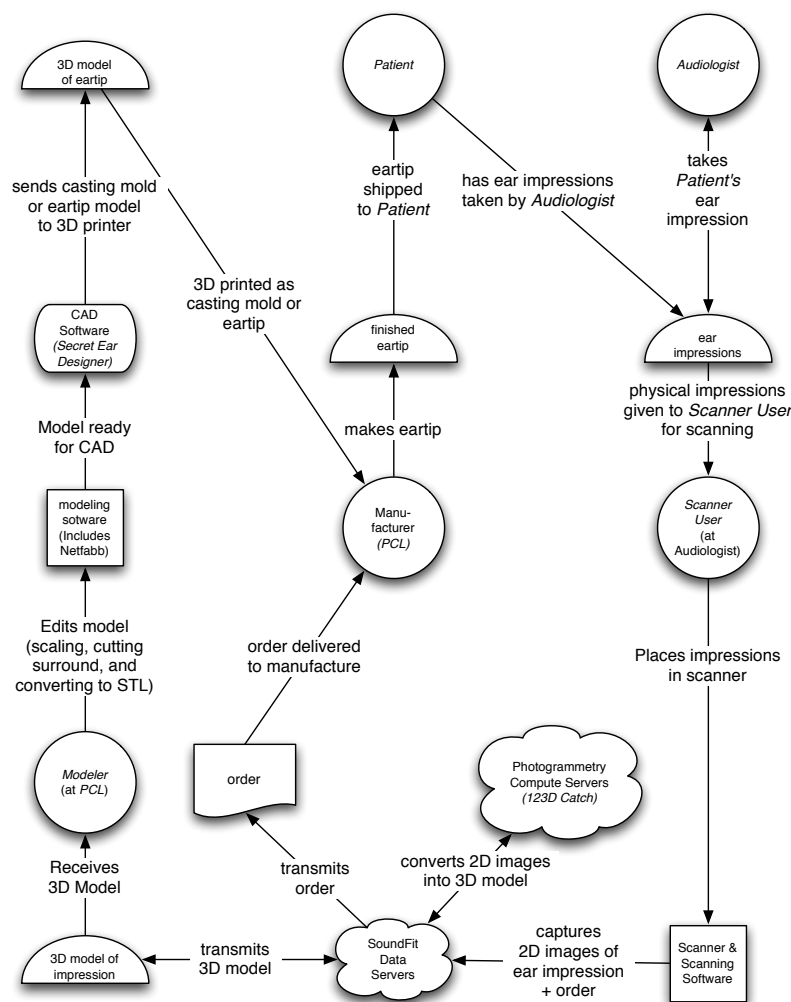 3D model
of eartip
Patient
Audiologist
sends casting mold
or eartip model
to 3D printer
eartip
shipped
to Patient
has ear impressions
taken by Audiologist
takes
Patient's
ear
impression
3D printed as
casting mold or
eartip
CAD
Software
(Secret Ear
Designer)
finished
eartip
ear
impressions
Model ready
for CAD
makes eartip
physical impressions
given to Scanner User
for scanning
modeling
sotware
(Includes
Netfabb)
Manu-
facturer
(PCL)
Scanner
User
(at
Audiologist)
Edits model
(scaling, cutting
surround, and
converting to STL)
order delivered
to manufacture
Places impressions
in scanner
Modeler
(at PCL)
order
Photogrammetry
Compute Servers
(123D Catch)
Receives
3D Model
transmits
order
converts 2D images
into 3D model
3D model of
impression
transmits
3D model
SoundFit
Data
Servers
captures
2D images of
ear impression
+ order
Scanner &
Scanning
Software